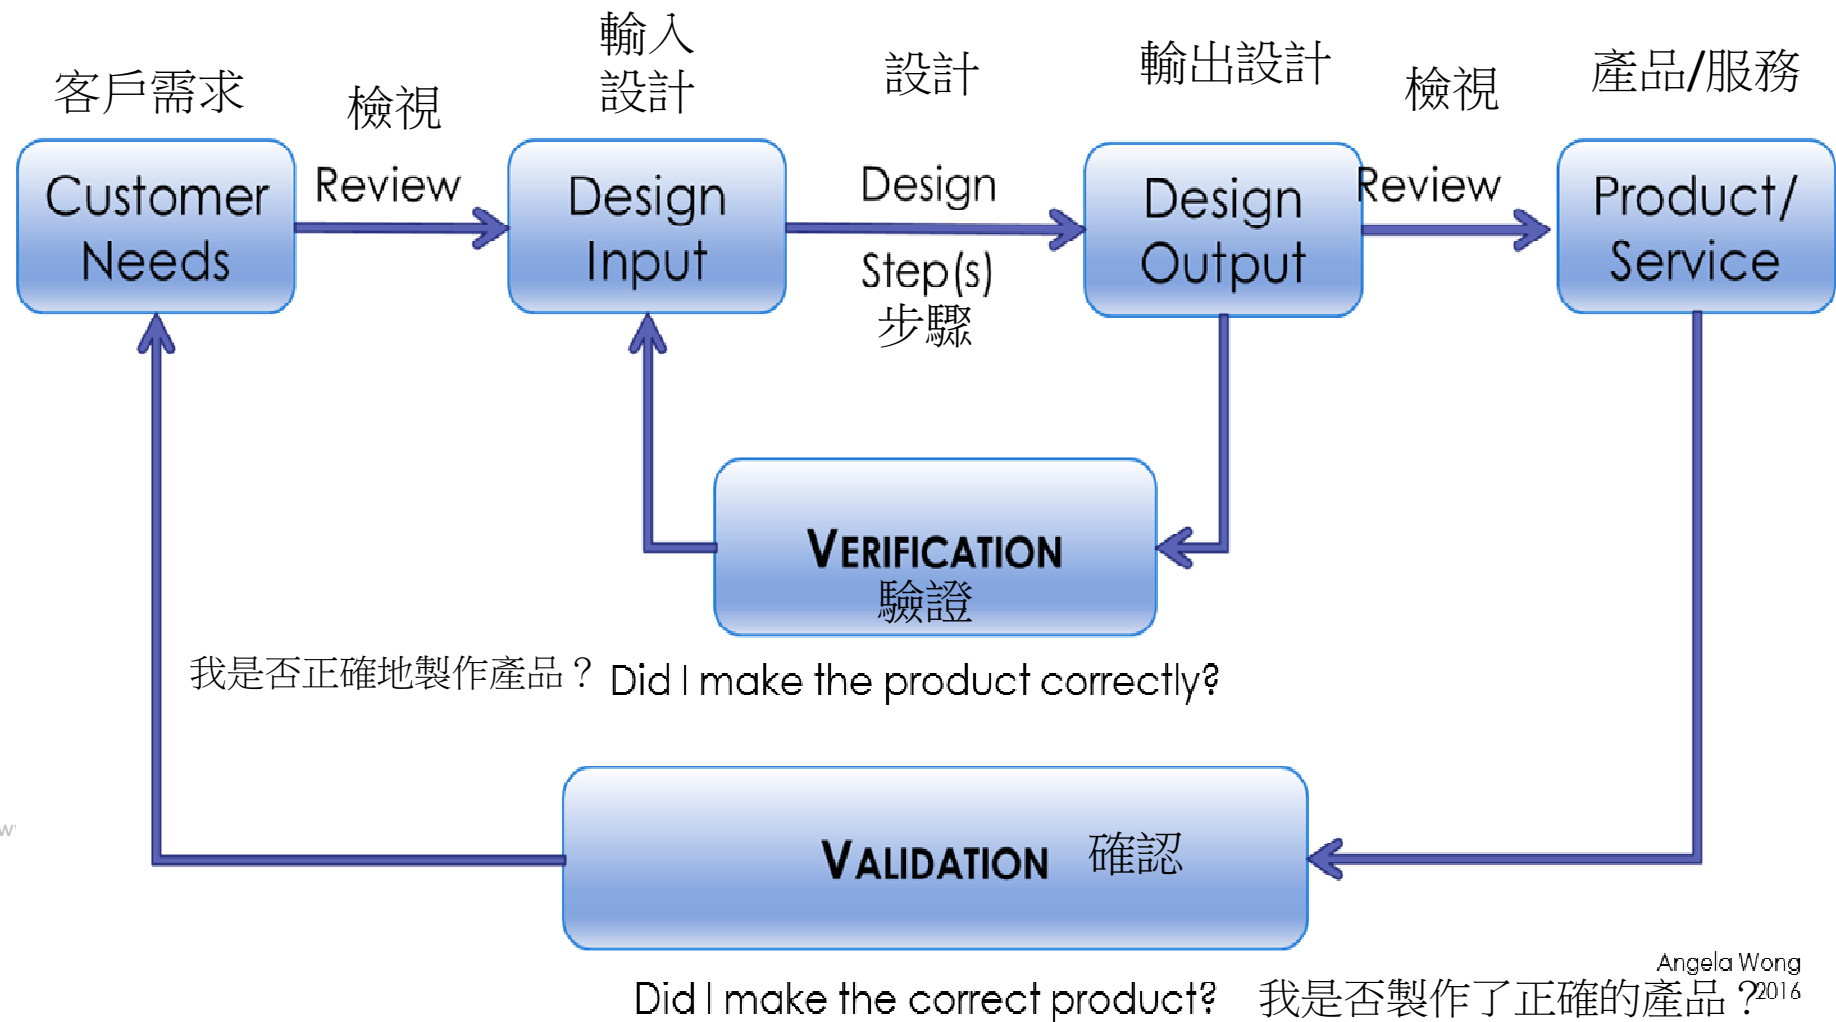 客戶需求
檢視
輸入
設計
設計
輸出設計
檢視
產品/服務
Customer
Needs
Review
Design
Input
Design
Step(s)
步驟
Design
Output
Review
Product/
Service
VERIFICATION
驗證
我是否正確地製作產品？ Did I make the product correctly?
VALIDATION 確認
Angela Wong
2016
Did I make the correct product? 我是否製作了正確的產品？